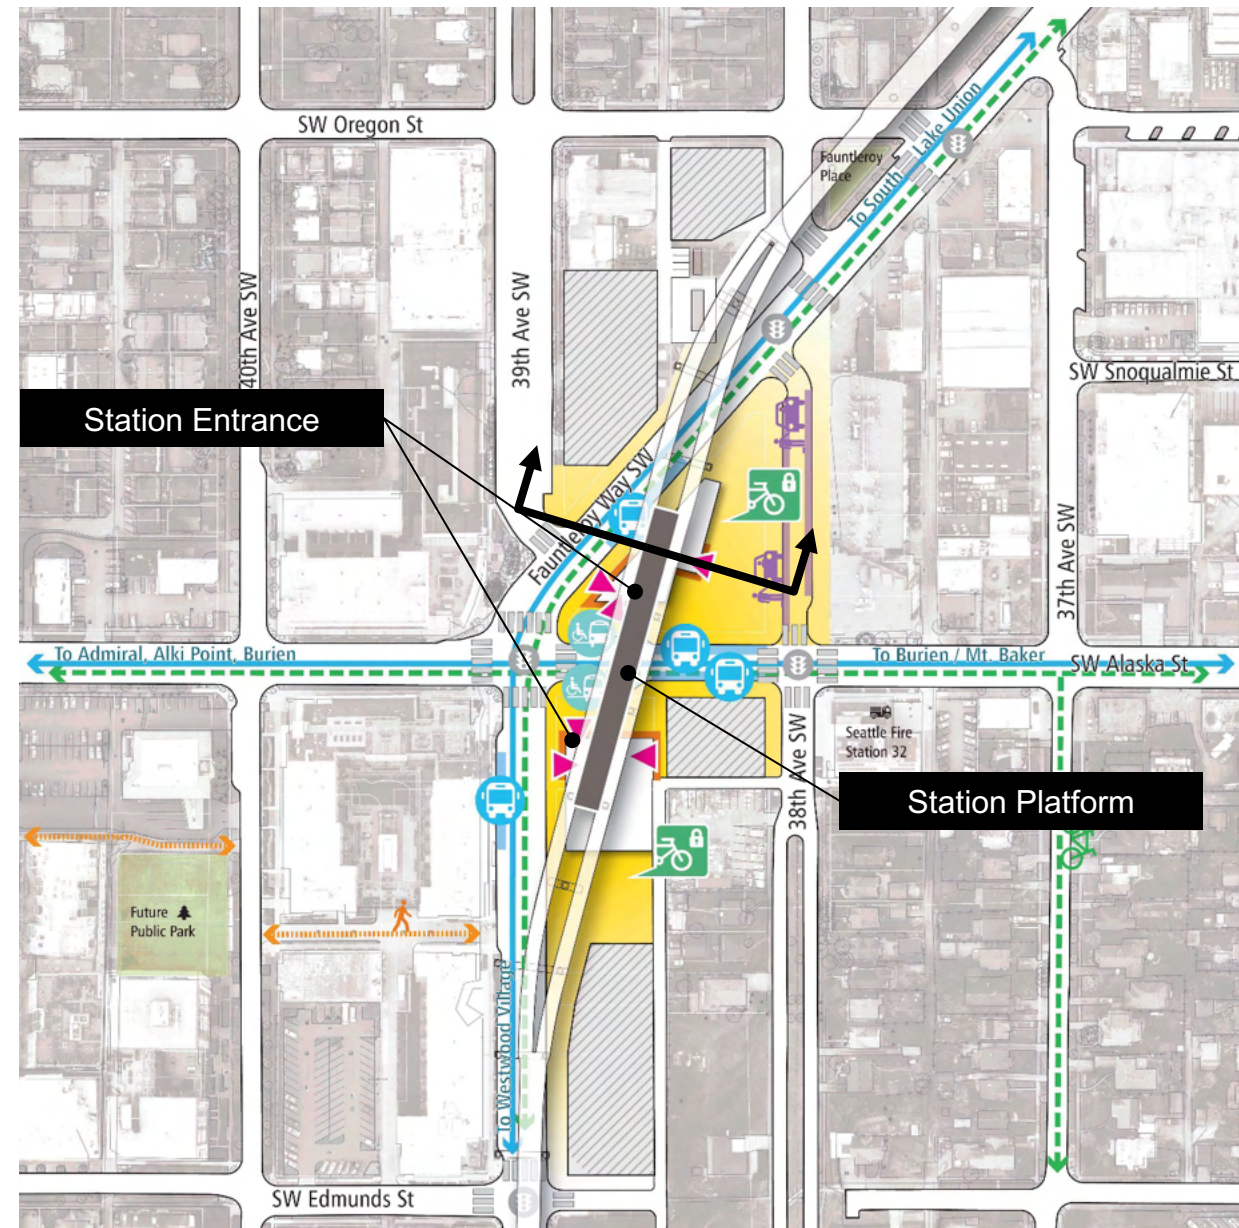 SW Oregon St
Fauntleroy
Place
To South Lake Union
40th Ave SW
39th Ave SW
SW Snoqualmie St
Station Entrance
Fauntleroy Way SW
37th Ave SW
To Admiral, Alki Point, Burien
To Burien / Mt. Baker
SW Alaska St
Seattle Fire
Station 32
38th Ave SW
Station Platform
Future
Public Park
To Westwood Village
SW Edmunds St